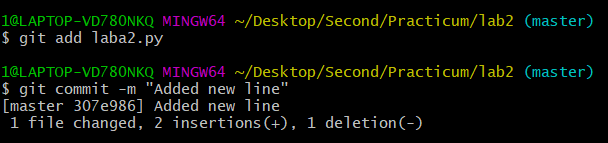 1@LAPTOP-VD780NKQ MINGW64 ~/Desktop/Second/Practicum/lab2 (master)
$ git add laba2.py
1@LAPTOP-VD780NKQ MINGW64 ~/Desktop/Second/Practicum/lab2 (master)
$ git commit -m "Added new line"
[master 307e986] Added new line
 1 file changed, 2 insertions(+), 1 deletion(-)